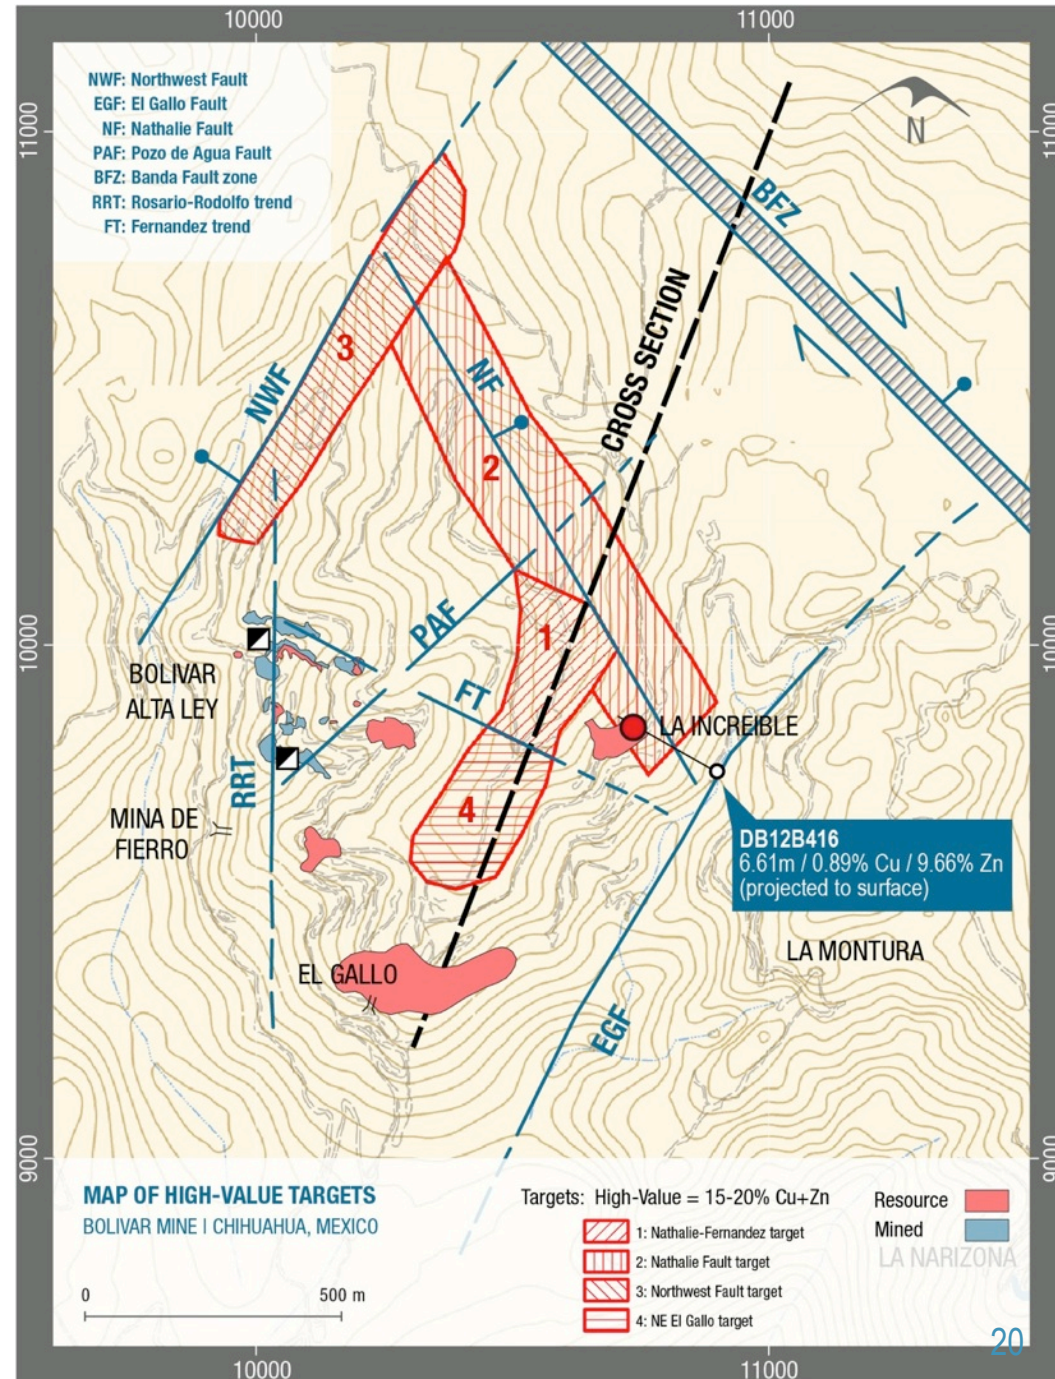 10000
11000
NWF: Northwest Fault
EGF: El Gallo Fault
NF: Nathalie Fault
PAF: Pozo de Agua Fault
BFZ: Banda Fault zone
RRT: Rosario-Rodolfo trend
FT: Fernandez trend
11000
11000
N
BFZ
CROSS SECTION
3
NWF
NF
2
10000
10000
PAF
1
BOLIVAR
ALTA LEY
FT
LA INCREIBLE
RRT
4
MINA DE
FIERRO
DB12B416
6.61m / 0.89% Cu / 9.66% Zn
(projected to surface)
LA MONTURA
EL GALLO
EGF
9000
9000
MAP OF HIGH-VALUE TARGETS
BOLIVAR MINE | CHIHUAHUA, MEXICO
0
500 m
Targets: High-Value = 15-20% Cu+Zn
1: Nathalie-Fernandez target
2: Nathalie Fault target
3: Northwest Fault target
4: NE El Gallo target
Resource
Mined
LA NARIZONA
20
10000
11000